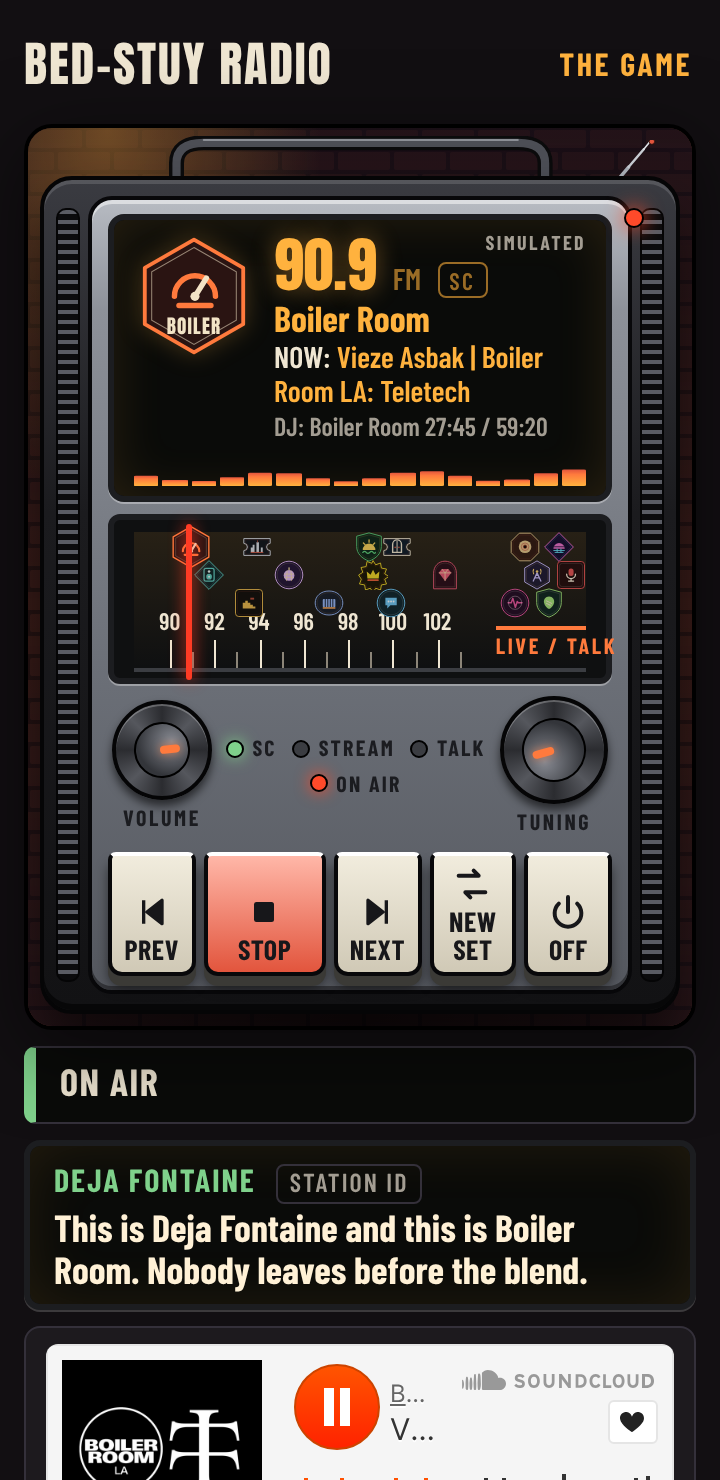 BED-STUY RADIO
THE GAME
SIMULATED
90.9 FM SC
BOILER
Boiler Room
NOW: Vieze Asbak | Boiler
Room LA: Teletech
DJ: Boiler Room 27:45 / 59:20
90 92 94 96 98 100 102
LIVE / TALK
SC STREAM TALK
ON AIR
VOLUME
TUNING
PREV
STOP
NEXT
NEW
SET
OFF
ON AIR
DEJA FONTAINE STATION ID
This is Deja Fontaine and this is Boiler
Room. Nobody leaves before the blend.
SOUNDCLOUD
B...
V...
BOILER
ROOM
LA